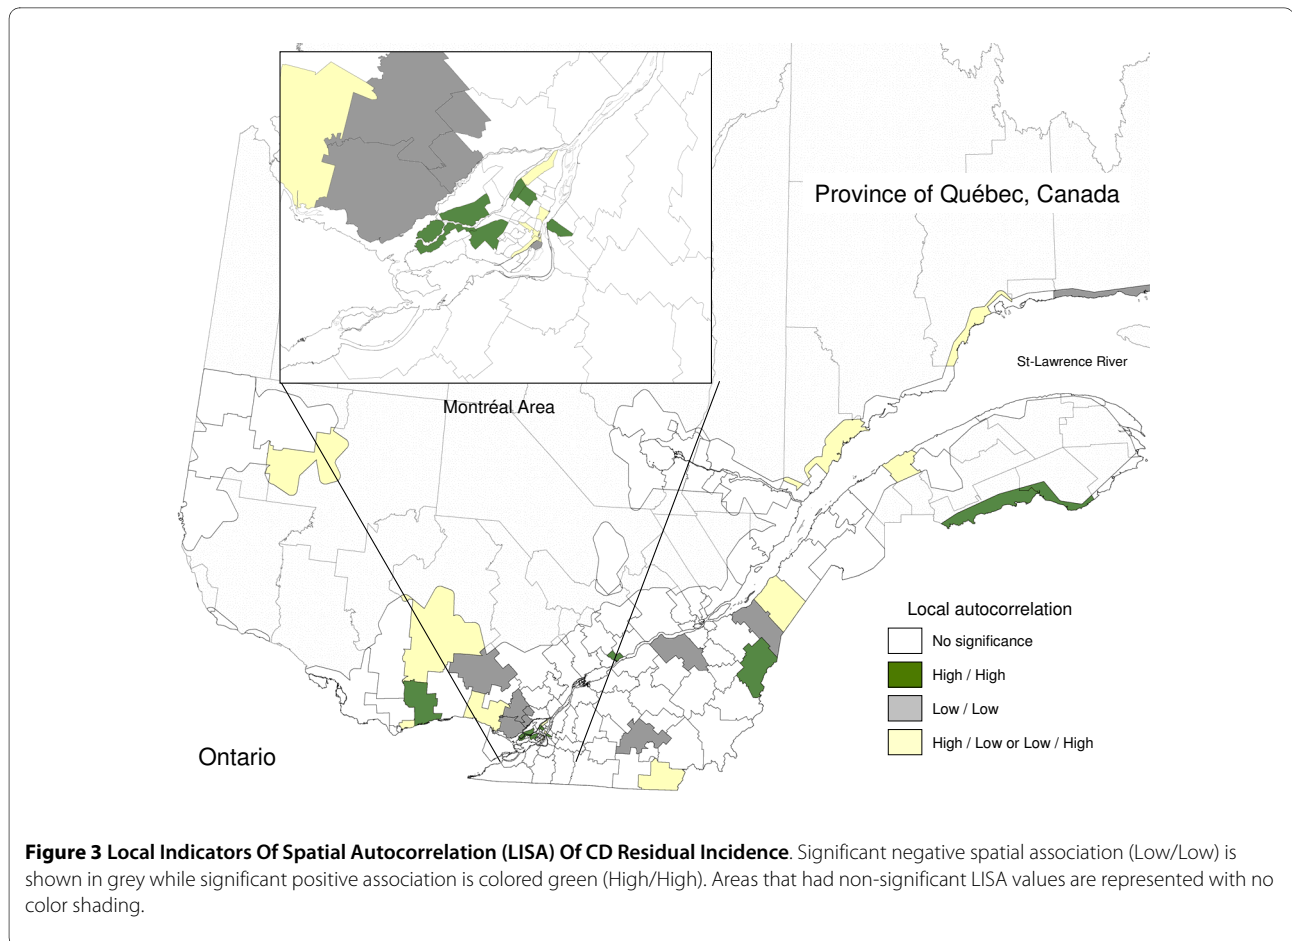 Province of Québec, Canada
St-Lawrence River
Montréal Area
Local autocorrelation
No significance
High / High
Low / Low
High / Low or Low / High
Ontario
Figure 3 Local Indicators Of Spatial Autocorrelation (LISA) Of CD Residual Incidence. Significant negative spatial association (Low/Low) is
shown in grey while significant positive association is colored green (High/High). Areas that had non-significant LISA values are represented with no
color shading.